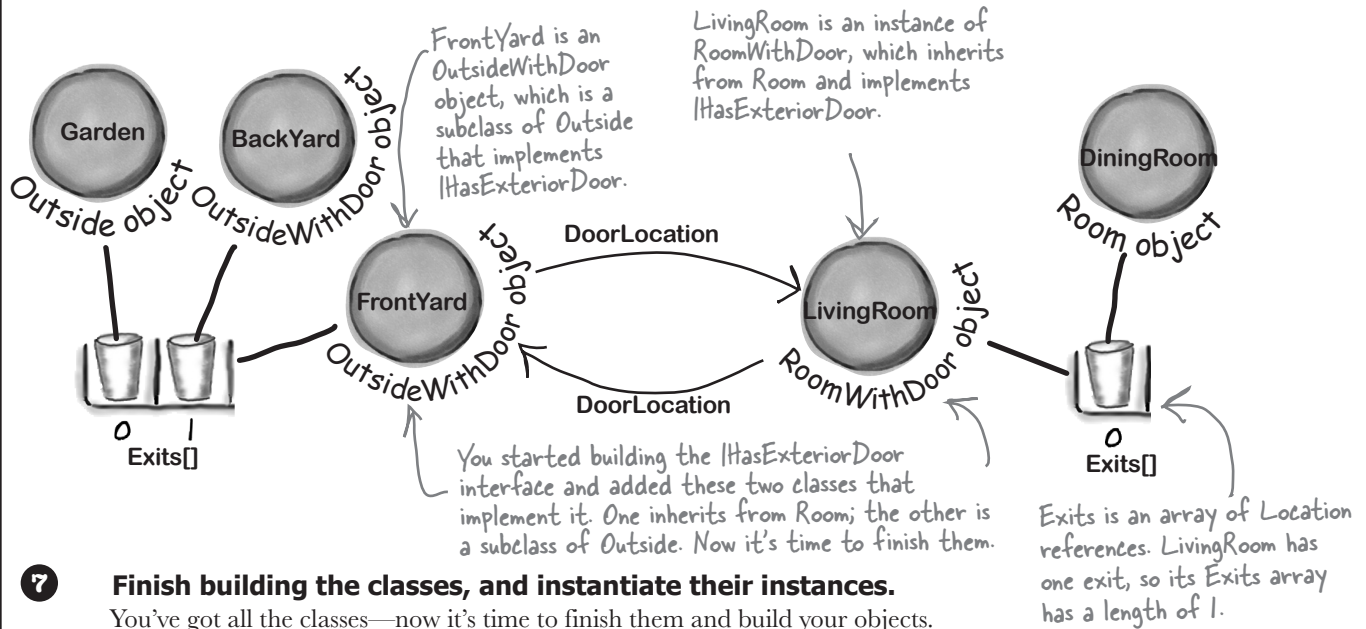 FrontYard is an
OutsideWithDoor
object, which is a
subclass of Outside
that implements
IHasExteriorDoor.
LivingRoom is an instance of
RoomWithDoor, which inherits
from Room and implements
IHasExteriorDoor.
Garden
Outside object
BackYard
OutsideWithDoor object
DiningRoom
Room object
DoorLocation
FrontYard
OutsideWithDoor object
LivingRoom
RoomWithDoor object
DoorLocation
0 1
Exits[]
0
Exits[]
You started building the IHasExteriorDoor
interface and added these two classes that
implement it. One inherits from Room; the other is
a subclass of Outside. Now it's time to finish them.
Exits is an array of Location
references. LivingRoom has
one exit, so its Exits array
has a length of 1.
7 Finish building the classes, and instantiate their instances.
You've got all the classes—now it's time to finish them and build your objects.